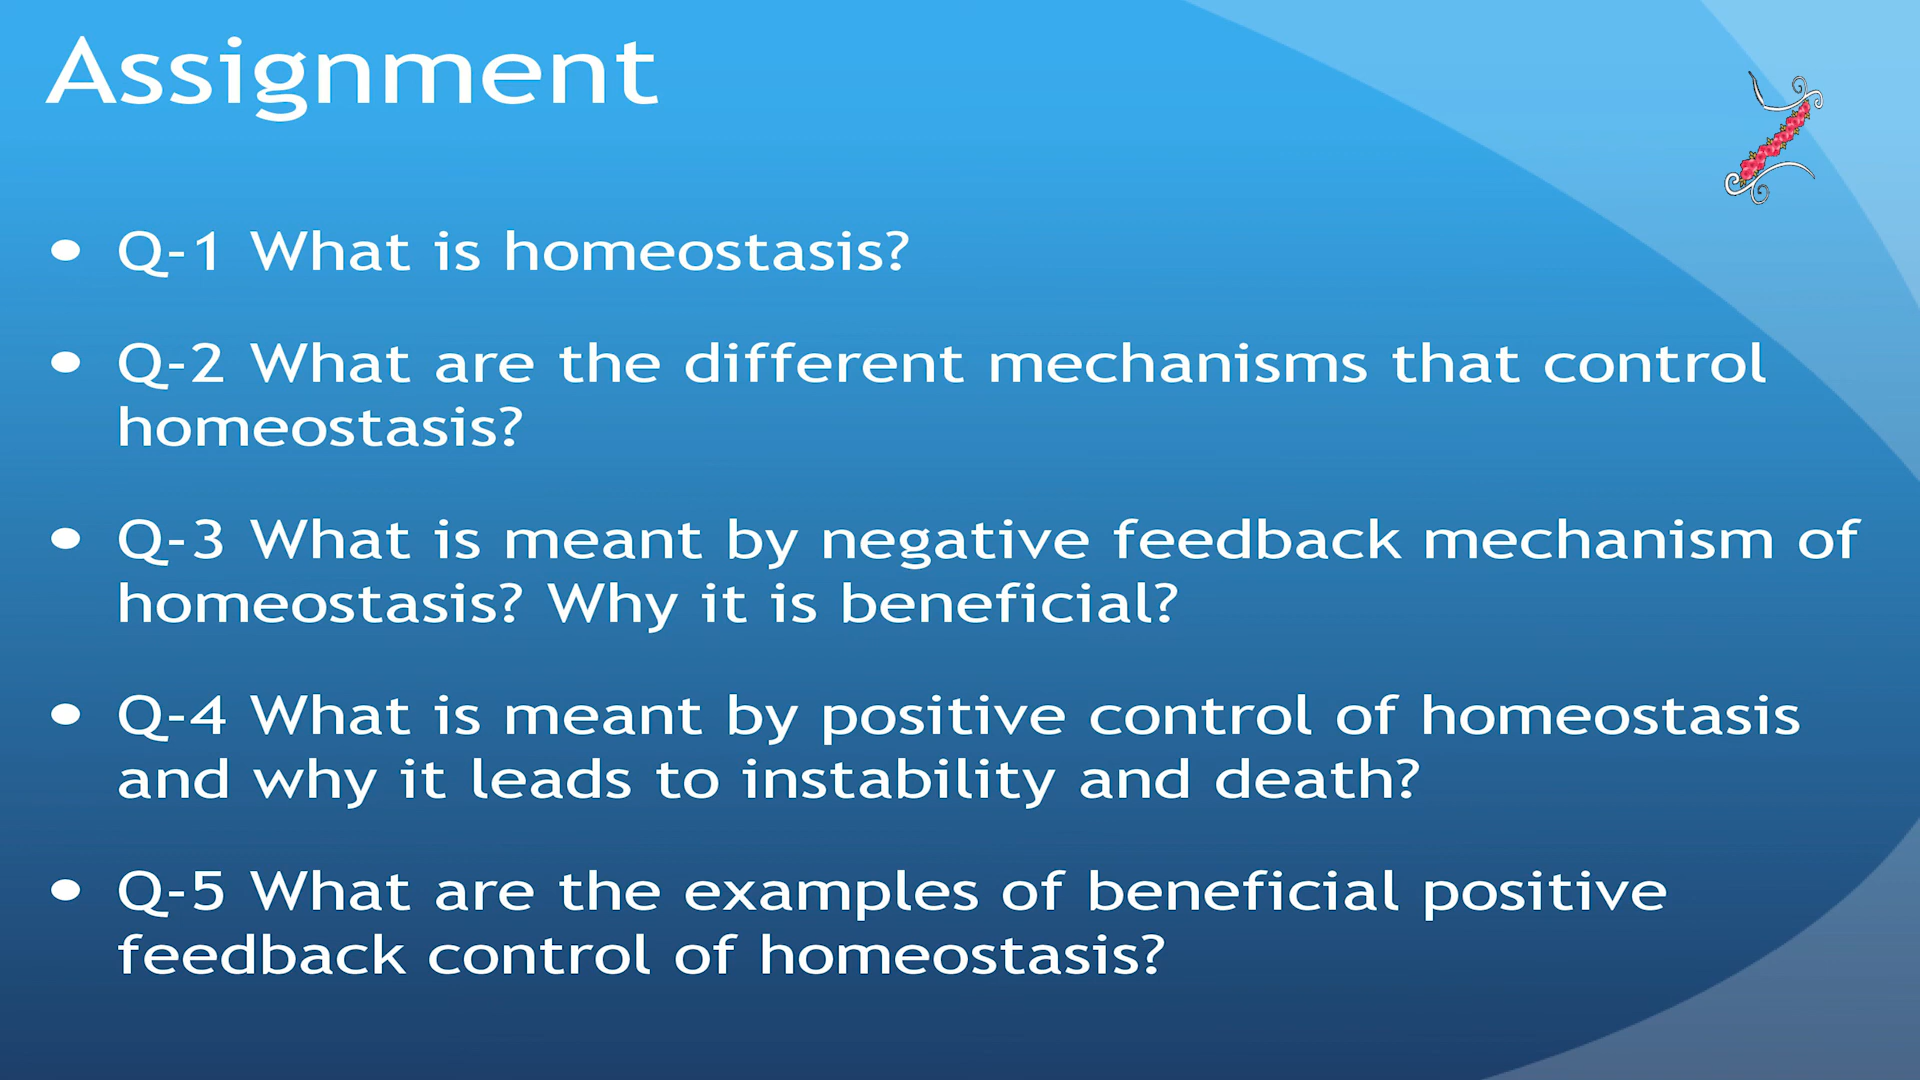 Assignment
• Q-1 What is homeostasis?
• Q-2 What are the different mechanisms that control
homeostasis?
• Q-3 What is meant by negative feedback mechanism of
homeostasis? Why it is beneficial?
• Q-4 What is meant by positive control of homeostasis
and why it leads to instability and death?
• Q-5 What are the examples of beneficial positive
feedback control of homeostasis?